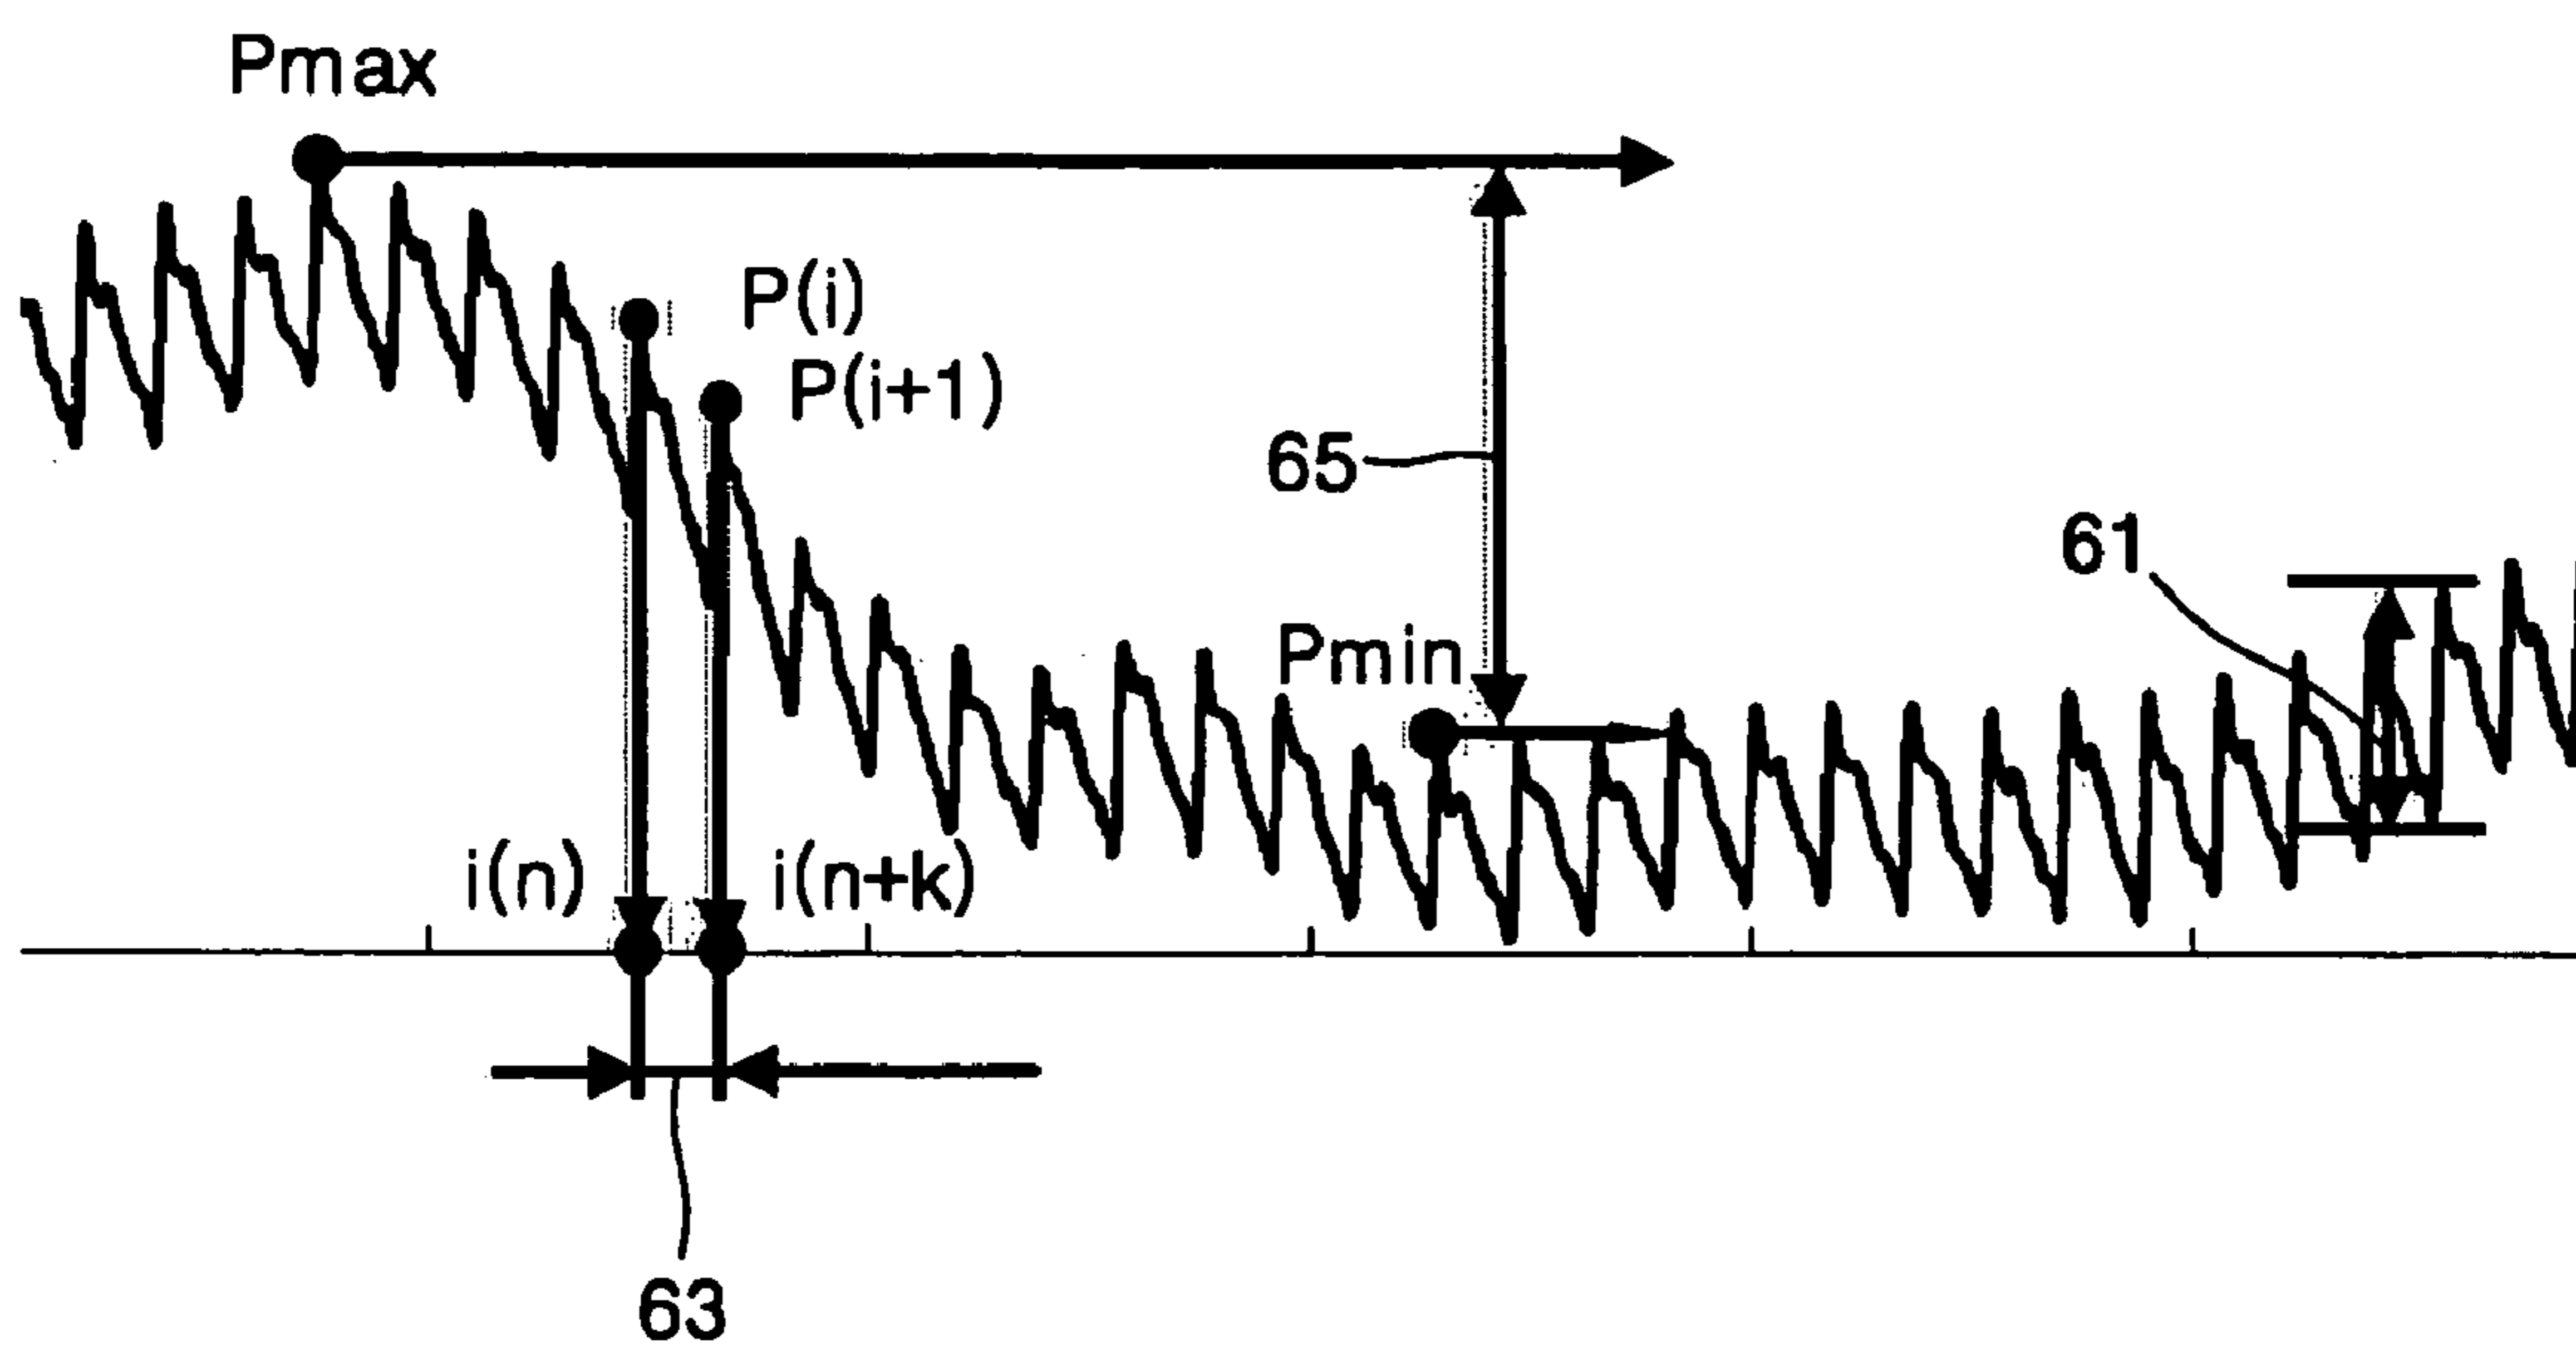 Pmax
P(i)
P(i+1)
65
61
Pmin
i(n)
i(n+k)
63